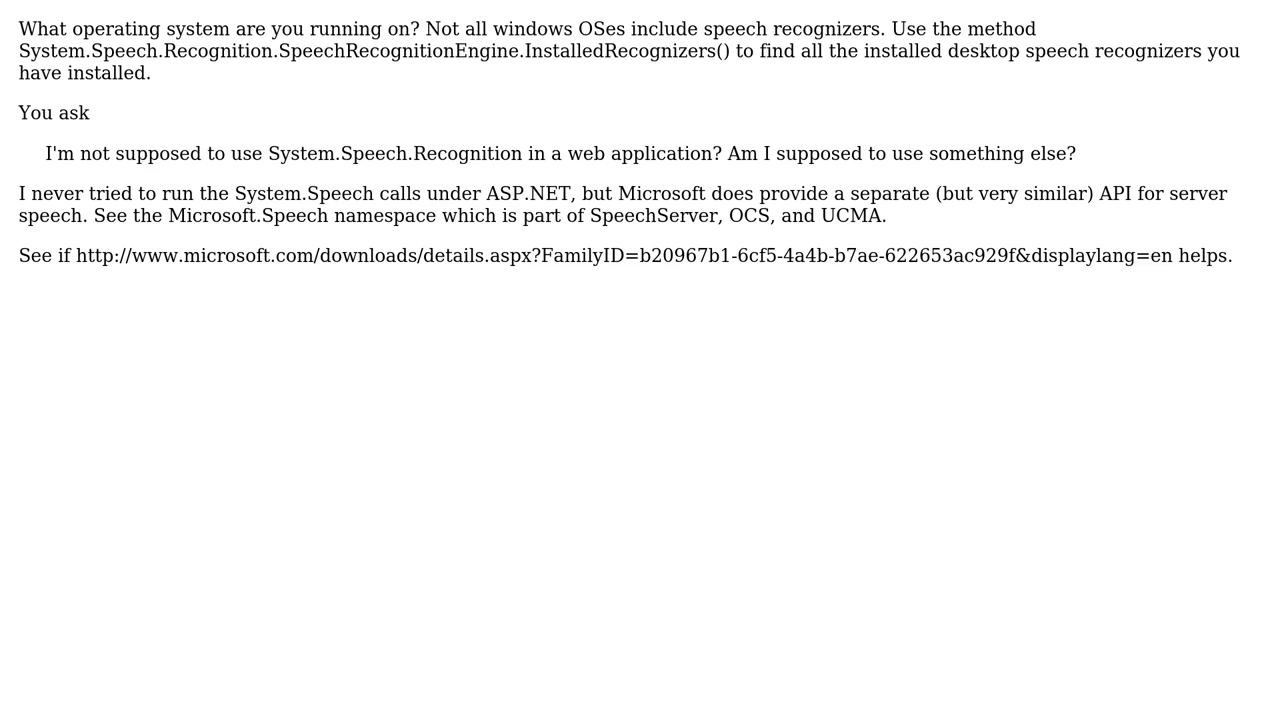 What operating system are you running on? Not all windows OSes include speech recognizers. Use the method
System.Speech.Recognition.SpeechRecognitionEngine.InstalledRecognizers() to find all the installed desktop speech recognizers you
have installed.
You ask
I'm not supposed to use System.Speech.Recognition in a web application? Am I supposed to use something else?
I never tried to run the System.Speech calls under ASP.NET, but Microsoft does provide a separate (but very similar) API for server
speech. See the Microsoft.Speech namespace which is part of SpeechServer, OCS, and UCMA.
See if http://www.microsoft.com/downloads/details.aspx?FamilyID=b20967b1-6cf5-4a4b-b7ae-622653ac929f&displaylang=en helps.